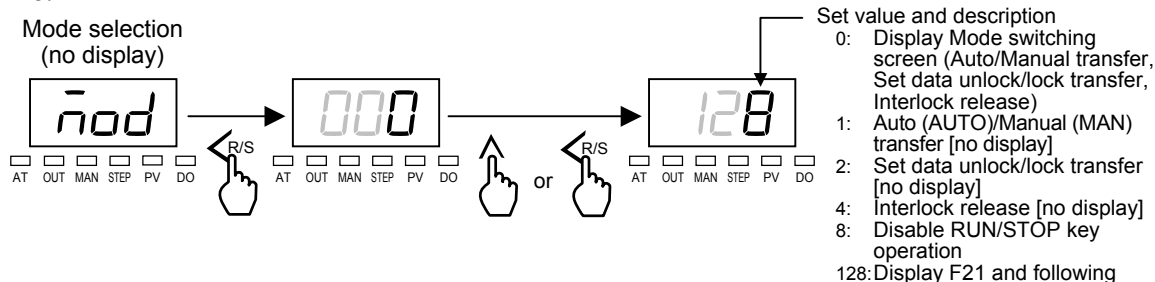 Mode selection
(no display)
mod
R/S
AT OUT MAN STEP PV DO
000
AT OUT MAN STEP PV DO
or
R/S
128
AT OUT MAN STEP PV DO
Set value and description
0: Display Mode switching
screen (Auto/Manual transfer,
Set data unlock/lock transfer,
Interlock release)
1: Auto (AUTO)/Manual (MAN)
transfer [no display]
2: Set data unlock/lock transfer
[no display]
4: Interlock release [no display]
8: Disable RUN/STOP key
operation
128:Display F21 and following